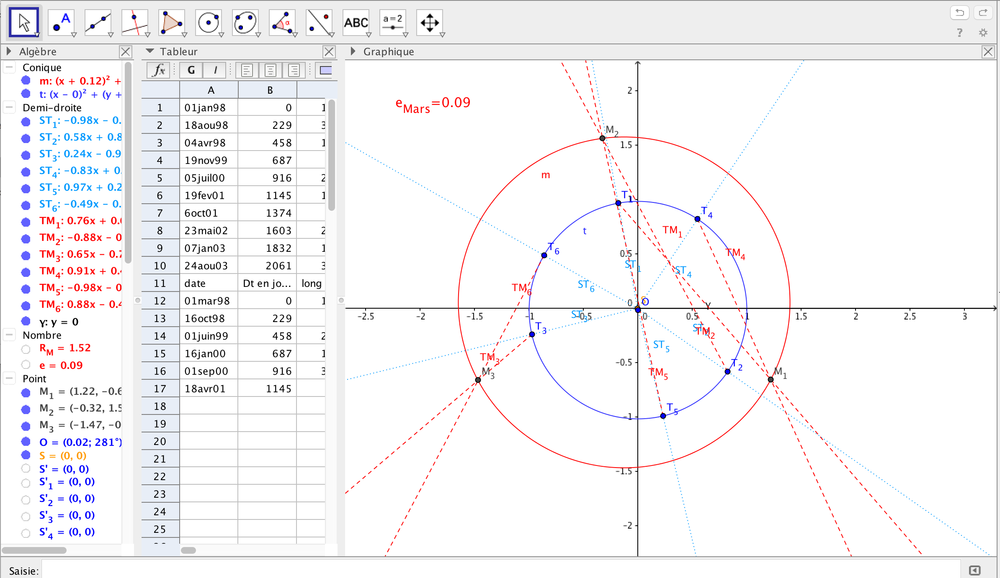 A
α
ABC
a=2
?
Algèbre
Tableur
Graphique
Conique
m: (x + 0.12)² +
t: (x − 0)² + (y +
Demi-droite
ST1: −0.98x − 0.
ST2: 0.58x + 0.8
ST3: 0.24x − 0.9
ST4: −0.83x + 0.
ST5: 0.97x + 0.2
ST6: −0.49x − 0.
TM1: 0.76x + 0.6
TM2: −0.88x − 0
TM3: 0.65x − 0.7
TM4: 0.91x + 0.4
TM5: −0.98x − 0
TM6: 0.88x − 0.4
γ: y = 0
Nombre
RM = 1.52
e = 0.09
Point
M1 = (1.22, −0.6
M2 = (−0.32, 1.5
M3 = (−1.47, −0
O = (0.02; 281°)
S = (0, 0)
S' = (0, 0)
S'1 = (0, 0)
S'2 = (0, 0)
S'3 = (0, 0)
S'4 = (0, 0)
fx G I
A B
1 01jan98 0 1
2 18aou98 229 3
3 04avr98 458 1
4 19nov99 687
5 05juil00 916 2
6 19fev01 1145 1
7 6oct01 1374
8 23mai02 1603 2
9 07jan03 1832 1
10 24aou03 2061 3
11 date Dt en jo... long
12 01mar98 0 1
13 16oct98 229
14 01juin99 458 2
15 16jan00 687 1
16 01sep00 916 3
17 18avr01 1145
18
19
20
21
22
23
24
25
eMars=0.09
2
M2
1.5
m
T1
1
T4
t
TM1
T6
0.5
TM4
ST1
ST4
ST6
TM6
S
O
0
γ
−2.5 −2 −1.5 −1 −0.5 0 0.5 1 1.5 2 2.5 3
ST3
T3
ST2
TM2
ST5
TM3
−0.5
T2
M3
TM5
M1
T5
−1
−1.5
−2
Saisie: